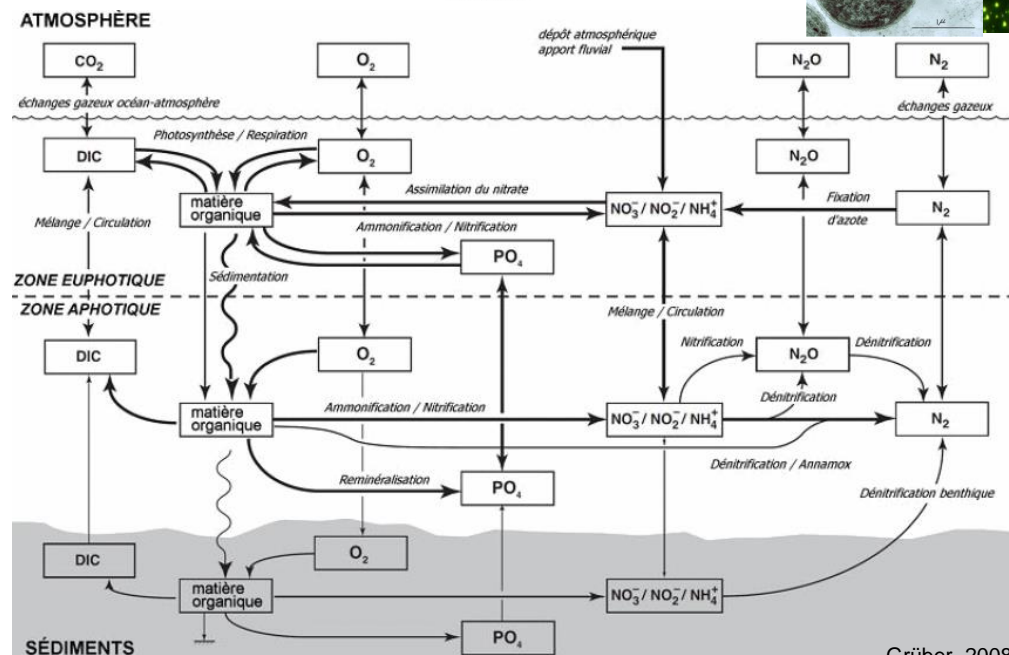 ATMOSPHÈRE
1µ
dépôt atmosphérique
apport fluvial
CO₂
O₂
N₂O
N₂
échanges gazeux océan-atmosphère
échanges gazeux
Photosynthèse / Respiration
DIC
O₂
N₂O
Assimilation du nitrate
Fixation
d'azote
matière
organique
NO₃⁻/ NO₂⁻/ NH₄⁺
N₂
Mélange / Circulation
Ammonification / Nitrification
PO₄
Sédimentation
ZONE EUPHOTIQUE
ZONE APHOTIQUE
Mélange / Circulation
DIC
O₂
Nitrification
N₂O
Dénitrification
Dénitrification
matière
organique
Ammonification / Nitrification
NO₃⁻/ NO₂⁻/ NH₄⁺
N₂
Dénitrification / Annamox
Reminéralisation
PO₄
Dénitrification benthique
DIC
O₂
matière
organique
NO₃⁻/ NO₂⁻/ NH₄⁺
PO₄
SÉDIMENTS
Grüber, 2008